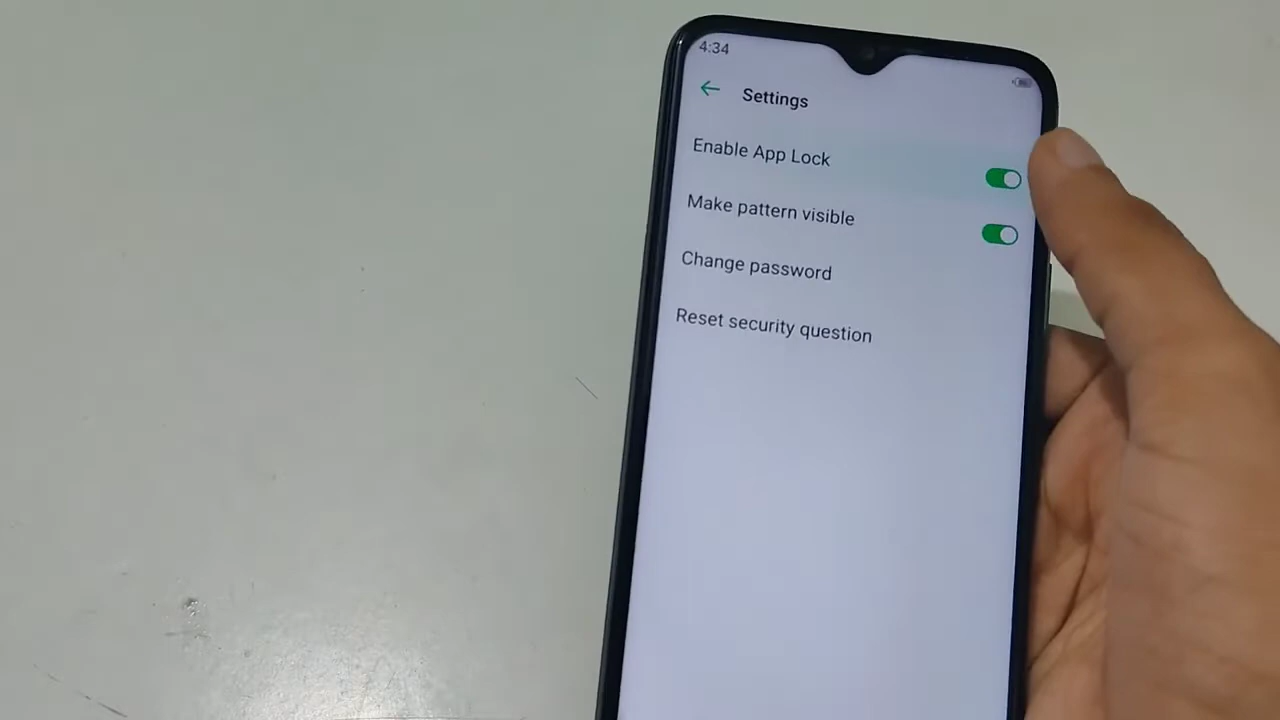 4:34
Settings
Enable App Lock
Make pattern visible
Change password
Reset security question